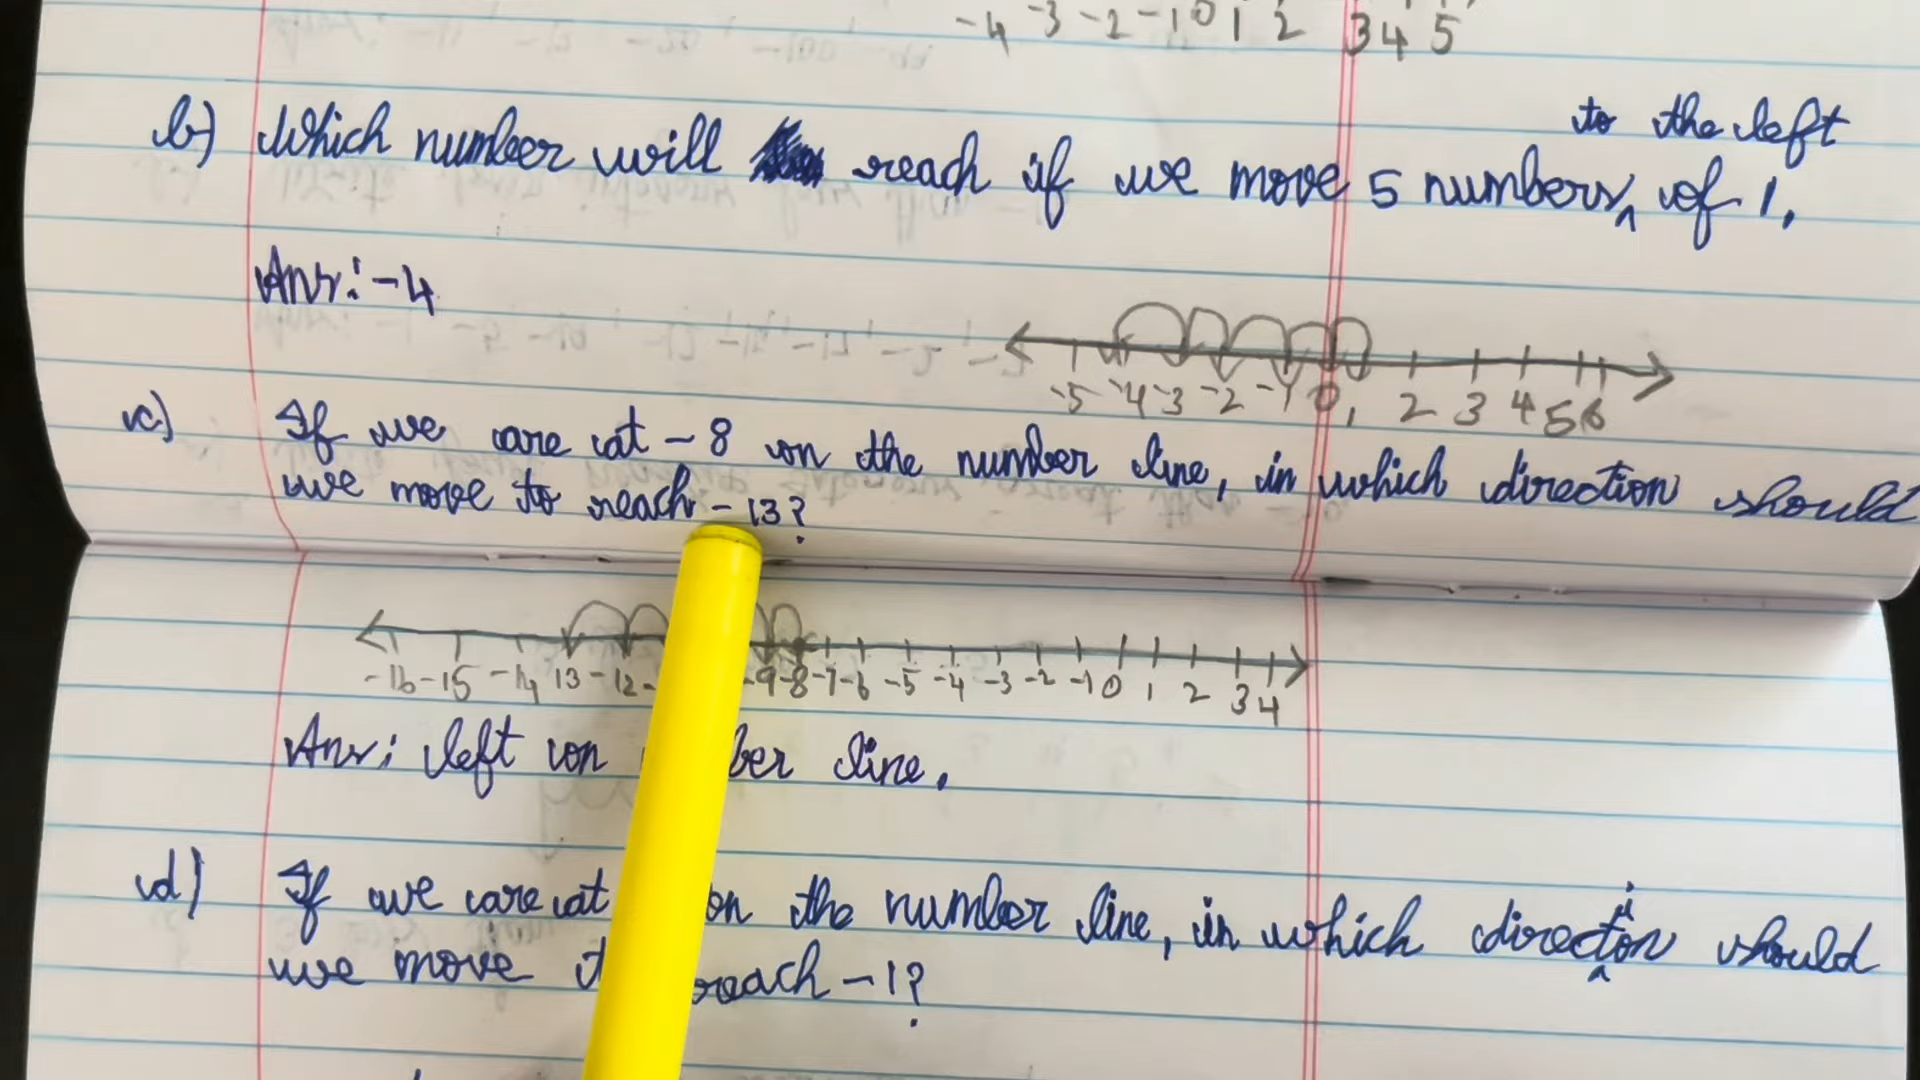 -4 -3 -2 -1 0 1 2 3 4 5
to the left
b) Which number will reach if we move 5 numbers of 1.
Ans: -4
-5 -4 -3 -2 -1 0 1 2 3 4 5 6
c) If we are at -8 on the number line, in which direction should
we move to reach -13?
-16 -15 -14 13 -12 -9 -8 -7 -6 -5 -4 -3 -2 -1 0 1 2 3 4
Ans: left on ber line.
d) If we are at on the number line, in which direction should
we move reach -1?